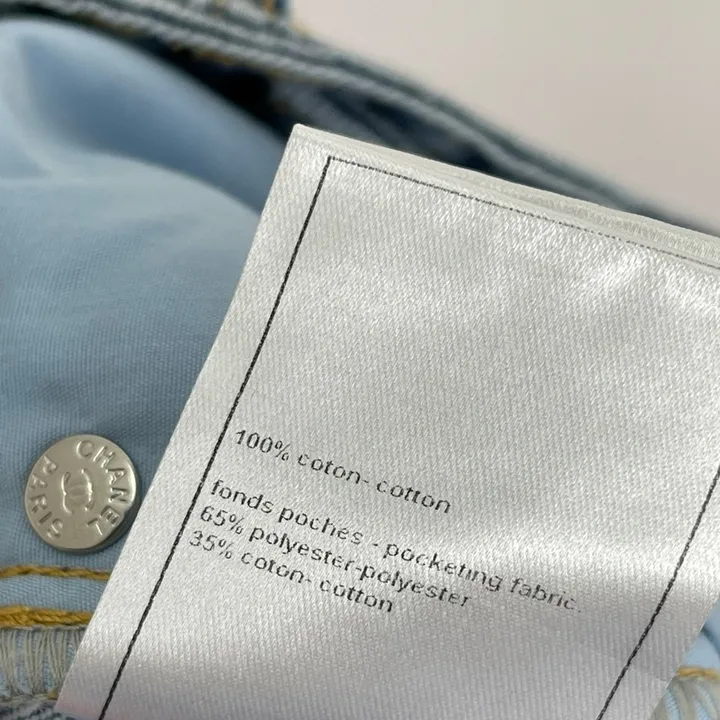 100% coton- cotton
fonds poches - pocketing fabric.
65% polyester-polyester
35% coton- cotton
CHANEL
PARIS